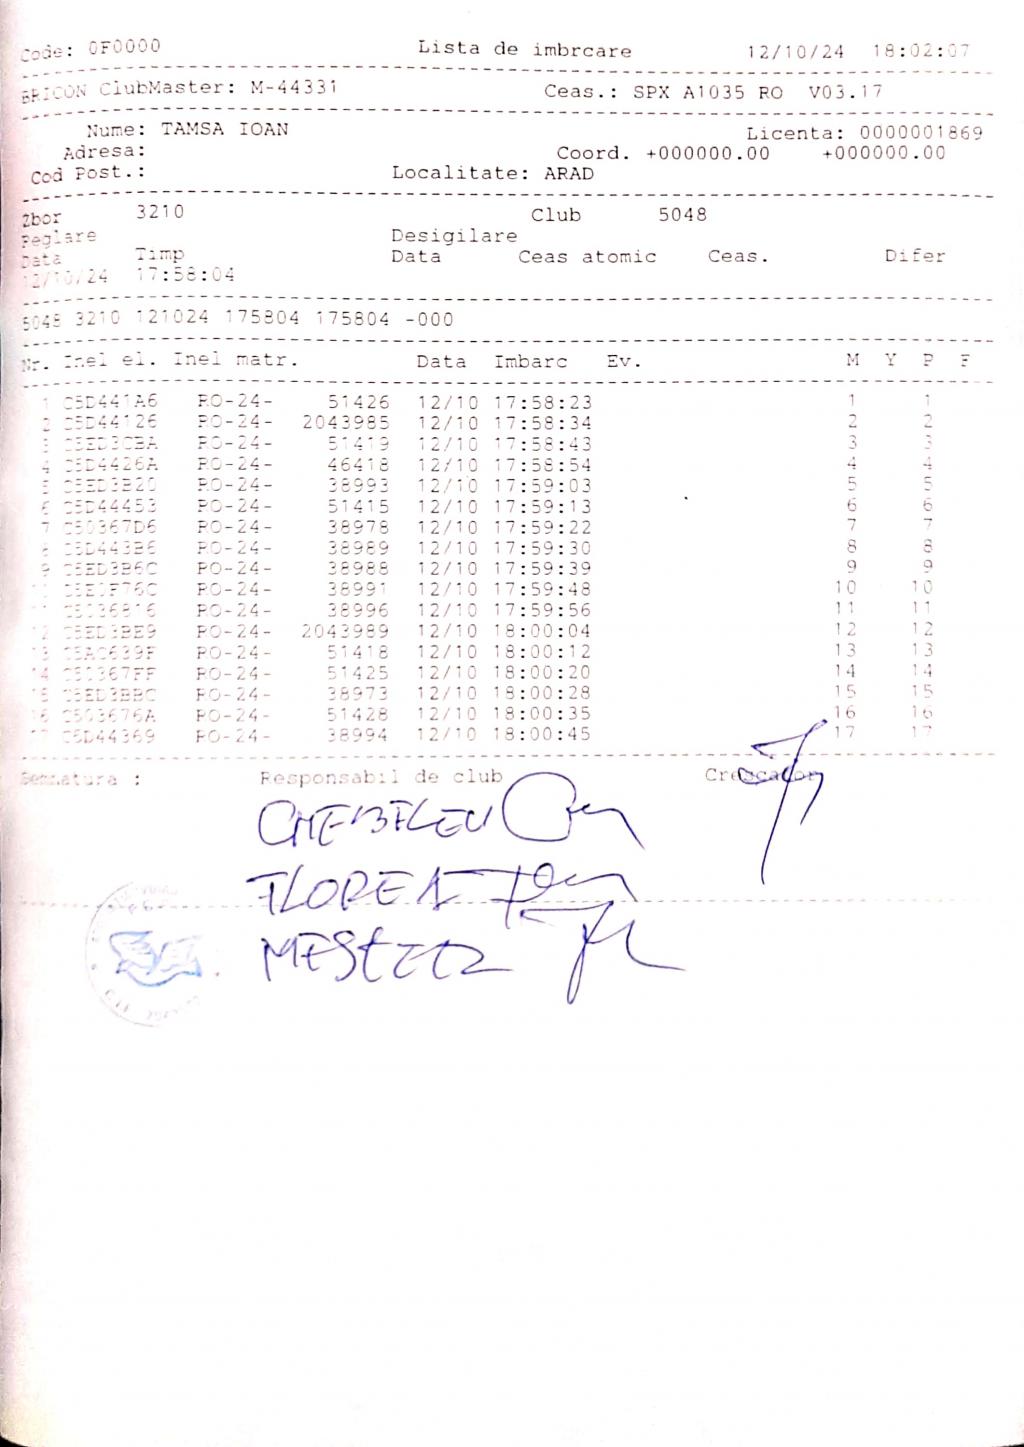 Code: 0F0000 Lista de imbrcare 12/10/24 18:02:07
BRICON ClubMaster: M-44331 Ceas.: SPX A1035 RO V03.17
Nume: TAMSA IOAN Licenta: 0000001869
Adresa: Coord. +000000.00 +000000.00
Cod Post.: Localitate: ARAD
Zbor 3210 Club 5048
Reglare Desigilare
Data Timp Data Ceas atomic Ceas. Difer
12/10/24 17:58:04
5048 3210 121024 175804 175804 -000
Nr. Inel el. Inel matr. Data Imbarc Ev. M Y P F
1 C5D441A6 RO-24- 51426 12/10 17:58:23 1 1
2 C5D44126 RO-24- 2043985 12/10 17:58:34 2 2
3 C5ED3CBA RO-24- 51419 12/10 17:58:43 3 3
4 C5D4426A RO-24- 46418 12/10 17:58:54 4 4
5 C5ED3B20 RO-24- 38993 12/10 17:59:03 5 5
6 C5D44453 RO-24- 51415 12/10 17:59:13 6 6
7 C50367D6 RO-24- 38978 12/10 17:59:22 7 7
8 C5D443B6 RO-24- 38989 12/10 17:59:30 8 8
9 C5ED3B6C RO-24- 38988 12/10 17:59:39 9 9
10 C5E0F76C RO-24- 38991 12/10 17:59:48 10 10
11 C5036816 RO-24- 38996 12/10 17:59:56 11 11
12 C5ED3BE9 RO-24- 2043989 12/10 18:00:04 12 12
13 C5AC639F RO-24- 51418 12/10 18:00:12 13 13
14 C50367FF RO-24- 51425 12/10 18:00:20 14 14
15 C5ED3BBC RO-24- 38973 12/10 18:00:28 15 15
16 C503676A RO-24- 51428 12/10 18:00:35 16 16
17 C5D44369 RO-24- 38994 12/10 18:00:45 17 17
Semnatura : Responsabil de club Crescator
FLOREA